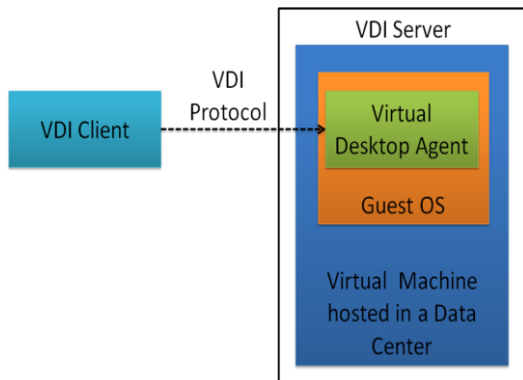 VDI Server
VDI
Protocol
VDI Client
Virtual
Desktop Agent
Guest OS
Virtual Machine
hosted in a Data
Center